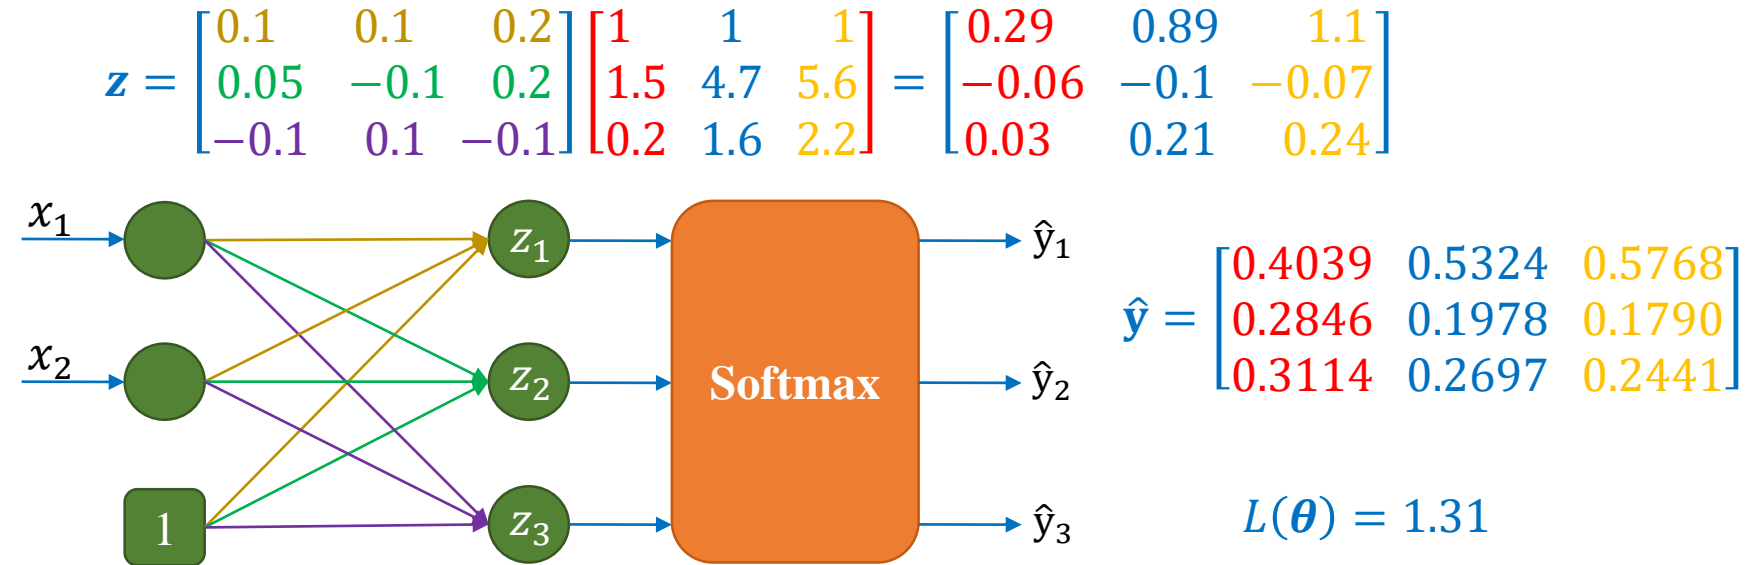 z = [0.1 0.1 0.2] [1 1 1] = [0.29 0.89 1.1]
[0.05 −0.1 0.2] [1.5 4.7 5.6] [−0.06 −0.1 −0.07]
[−0.1 0.1 −0.1] [0.2 1.6 2.2] [0.03 0.21 0.24]
x₁ z₁ ŷ₁
x₂ z₂ Softmax ŷ₂
1 z₃ ŷ₃
ŷ = [0.4039 0.5324 0.5768]
[0.2846 0.1978 0.1790]
[0.3114 0.2697 0.2441]
L(θ) = 1.31